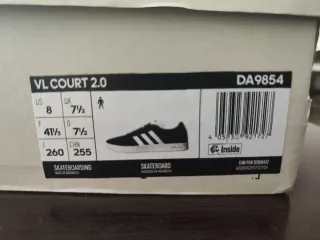 VL COURT 2.0 DA9854
US 8 UK 7½
F 41⅓ D 7½
J 260 CHN 255
SKATEBOARDING SKATEBOARD
Inside